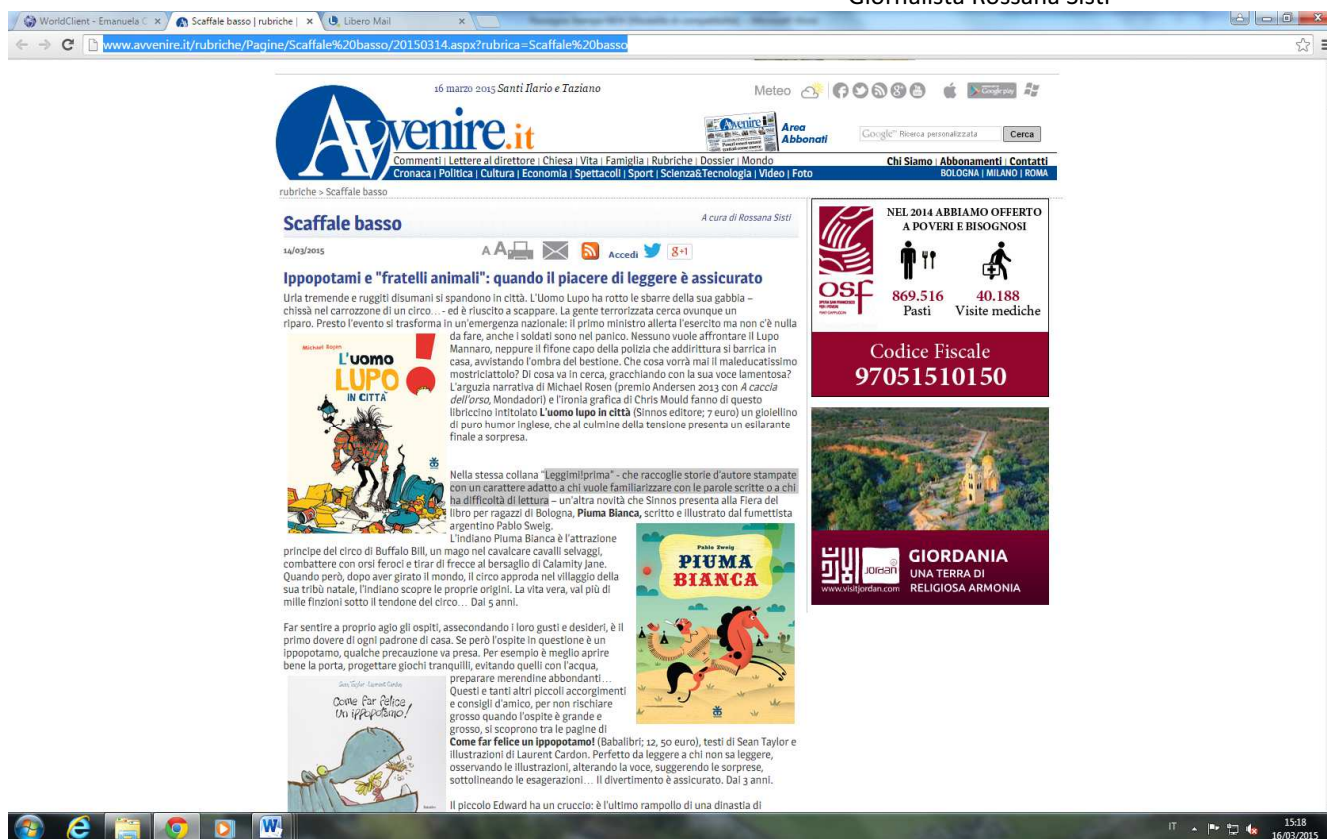 Giornalista Rossana Sisti
WorldClient - Emanuela C
Scaffale basso | rubriche |
Libero Mail
www.avvenire.it/rubriche/Pagine/Scaffale%20basso/20150314.aspx?rubrica=Scaffale%20basso
16 marzo 2015 Santi Ilario e Taziano
Meteo
Google play
Avvenire.it
Avvenire
Area
Abbonati
Google™ Ricerca personalizzata
Cerca
Commenti | Lettere al direttore | Chiesa | Vita | Famiglia | Rubriche | Dossier | Mondo
Chi Siamo | Abbonamenti | Contatti
Cronaca | Politica | Cultura | Economia | Spettacoli | Sport | Scienza&Tecnologia | Video | Foto
BOLOGNA | MILANO | ROMA
rubriche > Scaffale basso
Scaffale basso
A cura di Rossana Sisti
14/03/2015
A A
Accedi
g+1
Ippopotami e "fratelli animali": quando il piacere di leggere è assicurato
Urla tremende e ruggiti disumani si spandono in città. L'Uomo Lupo ha rotto le sbarre della sua gabbia –
chissà nel carrozzone di un circo… - ed è riuscito a scappare. La gente terrorizzata cerca ovunque un
riparo. Presto l'evento si trasforma in un'emergenza nazionale: il primo ministro allerta l'esercito ma non c'è nulla
da fare, anche i soldati sono nel panico. Nessuno vuole affrontare il Lupo
Mannaro, neppure il fifone capo della polizia che addirittura si barrica in
casa, avvistando l'ombra del bestione. Che cosa vorrà mai il maleducatissimo
mostriciattolo? Di cosa va in cerca, gracchiando con la sua voce lamentosa?
L'arguzia narrativa di Michael Rosen (premio Andersen 2013 con A caccia
dell'orso, Mondadori) e l'ironia grafica di Chris Mould fanno di questo
libriccino intitolato L'uomo lupo in città (Sinnos editore; 7 euro) un gioiellino
di puro humor inglese, che al culmine della tensione presenta un esilarante
finale a sorpresa.
Michael Rosen
L'uomo
LUPO
IN CITTÀ
!
Nella stessa collana "Leggimi!prima" - che raccoglie storie d'autore stampate
con un carattere adatto a chi vuole familiarizzare con le parole scritte o a chi
ha difficoltà di lettura – un'altra novità che Sinnos presenta alla Fiera del
libro per ragazzi di Bologna, Piuma Bianca, scritto e illustrato dal fumettista
argentino Pablo Sweig.
L'indiano Piuma Bianca è l'attrazione
principe del circo di Buffalo Bill, un mago nel cavalcare cavalli selvaggi,
combattere con orsi feroci e tirar di frecce al bersaglio di Calamity Jane.
Quando però, dopo aver girato il mondo, il circo approda nel villaggio della
sua tribù natale, l'indiano scopre le proprie origini. La vita vera, val più di
mille finzioni sotto il tendone del circo… Dai 5 anni.
Pablo Zweig
PIUMA
BIANCA
Far sentire a proprio agio gli ospiti, assecondando i loro gusti e desideri, è il
primo dovere di ogni padrone di casa. Se però l'ospite in questione è un
ippopotamo, qualche precauzione va presa. Per esempio è meglio aprire
bene la porta, progettare giochi tranquilli, evitando quelli con l'acqua,
preparare merendine abbondanti…
Questi e tanti altri piccoli accorgimenti
e consigli d'amico, per non rischiare
grosso quando l'ospite è grande e
grosso, si scoprono tra le pagine di
Come far felice un ippopotamo! (Babalibri; 12, 50 euro), testi di Sean Taylor e
illustrazioni di Laurent Cardon. Perfetto da leggere a chi non sa leggere,
osservando le illustrazioni, alterando la voce, suggerendo le sorprese,
sottolineando le esagerazioni… Il divertimento è assicurato. Dai 3 anni.
Sean Taylor Laurent Cardon
Come far felice
un ippopotamo!
Il piccolo Edward ha un cruccio: è l'ultimo rampollo di una dinastia di
NEL 2014 ABBIAMO OFFERTO
A POVERI E BISOGNOSI
OSF
869.516
Pasti
40.188
Visite mediche
Codice Fiscale
97051510150
Jordan
www.visitjordan.com
GIORDANIA
UNA TERRA DI
RELIGIOSA ARMONIA
IT
15:18
16/03/2015